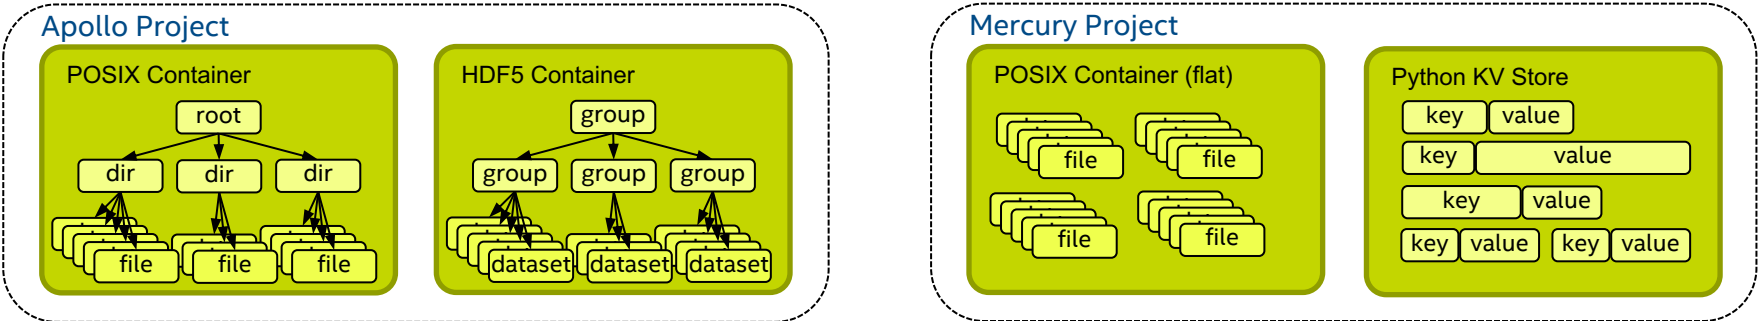 Apollo Project
POSIX Container
root
dir dir dir
file file file
HDF5 Container
group
group group group
dataset dataset dataset
Mercury Project
POSIX Container (flat)
file file
file file
Python KV Store
key value
key value
key value
key value key value